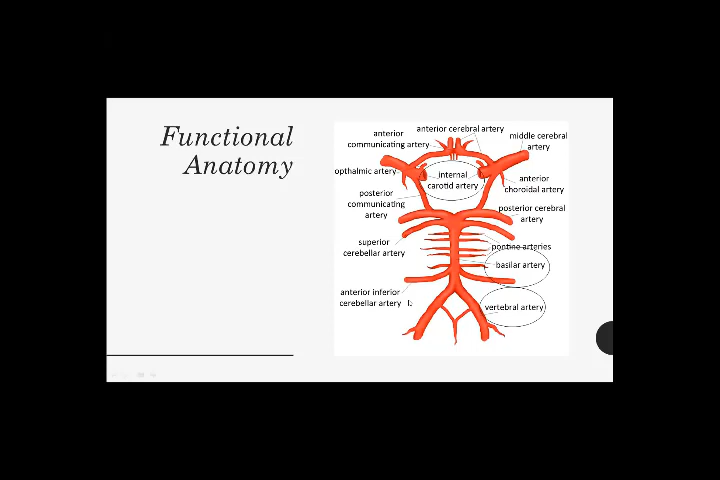 Functional
Anatomy
anterior
communicating artery
anterior cerebral artery
middle cerebral
artery
opthalmic artery
internal
carotid artery
anterior
choroidal artery
posterior
communicating
artery
posterior cerebral
artery
superior
cerebellar artery
pontine arteries
basilar artery
anterior inferior
cerebellar artery
vertebral artery